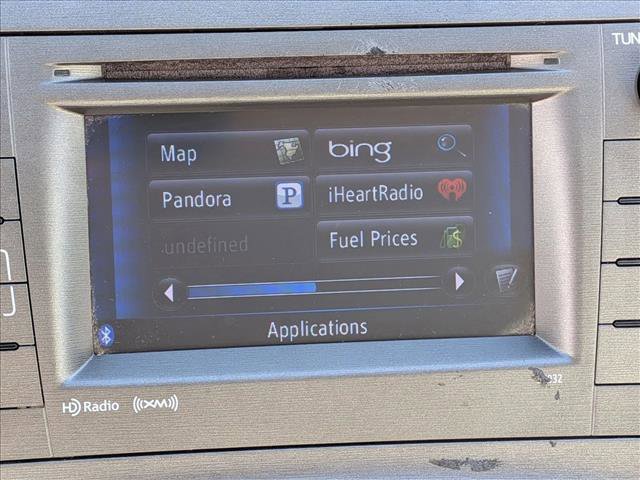 TUN
Map
bing
Pandora
P
iHeartRadio
.undefined
Fuel Prices
$
Applications
HD Radio
((XM))